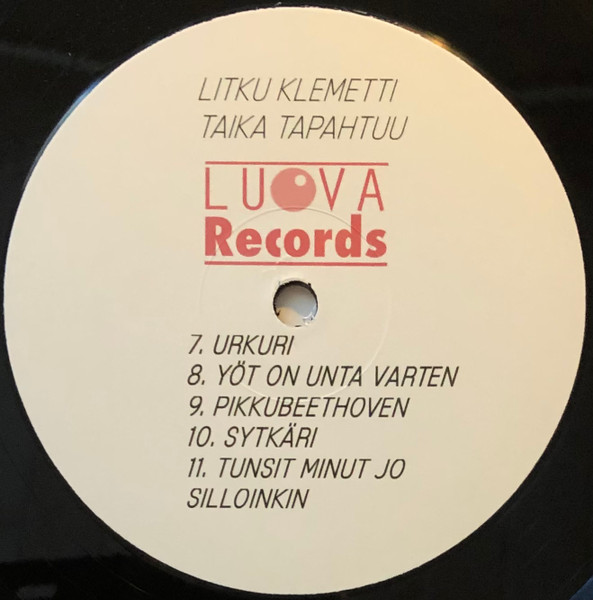 LITKU KLEMETTI
TAIKA TAPAHTUU
LUOVA
Records
7. URKURI
8. YÖT ON UNTA VARTEN
9. PIKKUBEETHOVEN
10. SYTKÄRI
11. TUNSIT MINUT JO
SILLOINKIN